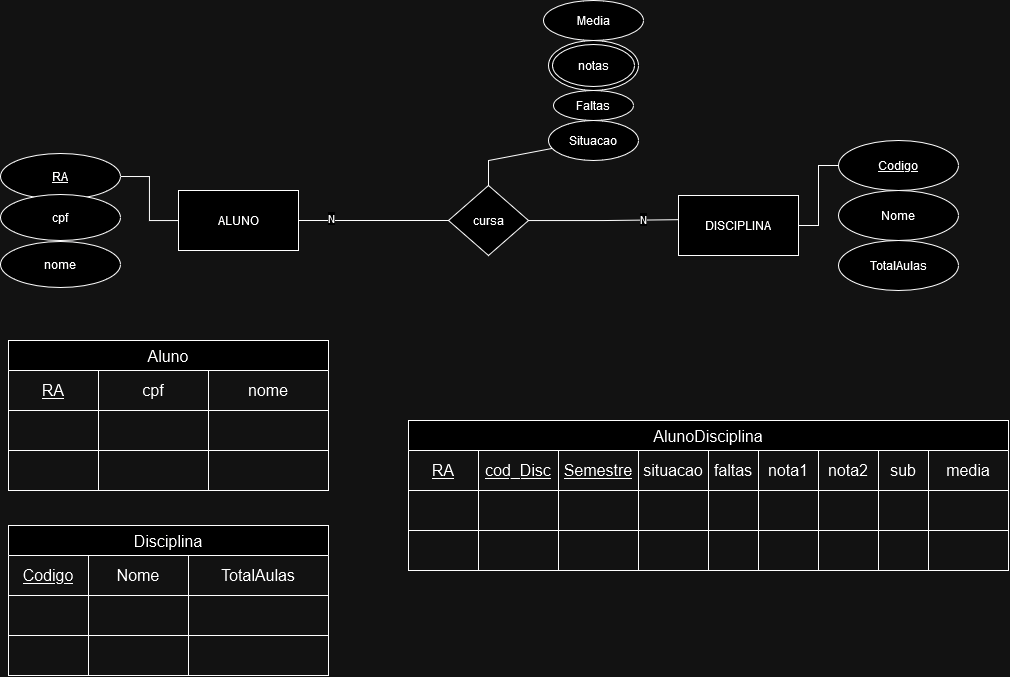 Media
notas
Faltas
Situacao
RA
cpf
nome
ALUNO
N
cursa
N
DISCIPLINA
Codigo
Nome
TotalAulas
Aluno
RA cpf nome
AlunoDisciplina
RA cod_Disc Semestre situacao faltas nota1 nota2 sub media
Disciplina
Codigo Nome TotalAulas